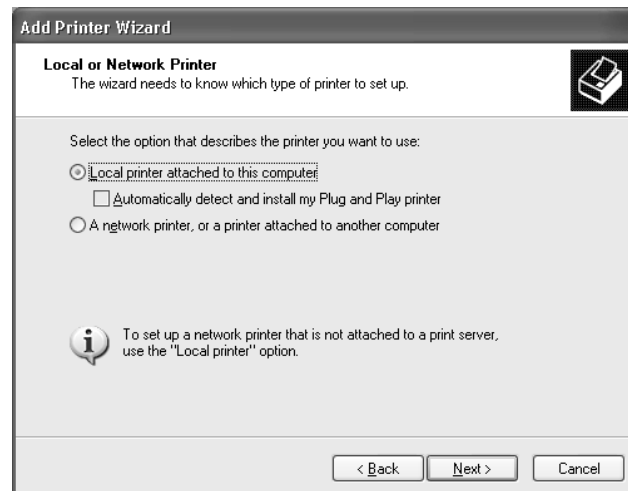 Add Printer Wizard
Local or Network Printer
The wizard needs to know which type of printer to set up.
Select the option that describes the printer you want to use:
Local printer attached to this computer
Automatically detect and install my Plug and Play printer
A network printer, or a printer attached to another computer
To set up a network printer that is not attached to a print server,
use the "Local printer" option.
< Back
Next >
Cancel